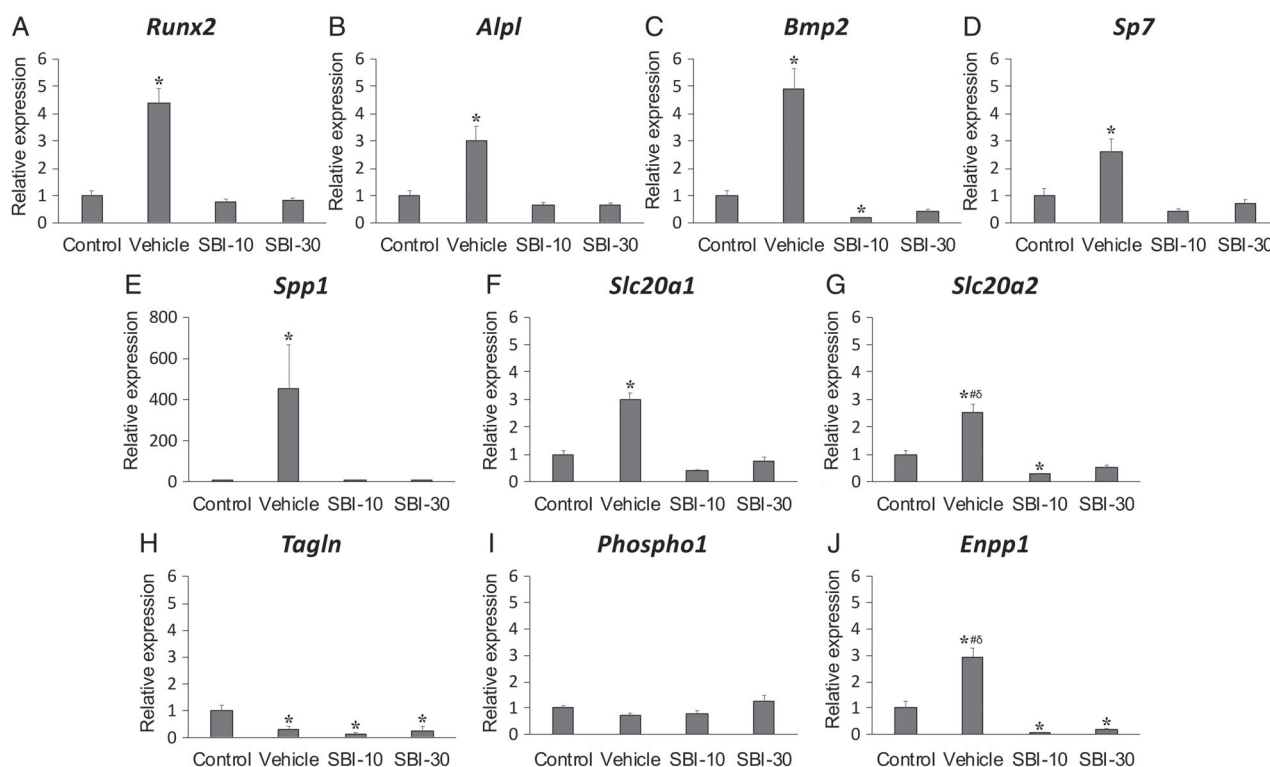 A Runx2
Relative expression
6
5
4
3
2
1
0
*
Control Vehicle SBI-10 SBI-30
B Alpl
Relative expression
6
5
4
3
2
1
0
*
Control Vehicle SBI-10 SBI-30
C Bmp2
Relative expression
6
5
4
3
2
1
0
*
*
Control Vehicle SBI-10 SBI-30
D Sp7
Relative expression
6
5
4
3
2
1
0
*
Control Vehicle SBI-10 SBI-30
E Spp1
Relative expression
800
600
400
200
0
*
Control Vehicle SBI-10 SBI-30
F Slc20a1
Relative expression
6
5
4
3
2
1
0
*
Control Vehicle SBI-10 SBI-30
G Slc20a2
Relative expression
6
5
4
3
2
1
0
*#δ
*
Control Vehicle SBI-10 SBI-30
H Tagln
Relative expression
6
5
4
3
2
1
0
* * *
Control Vehicle SBI-10 SBI-30
I Phospho1
Relative expression
6
5
4
3
2
1
0
Control Vehicle SBI-10 SBI-30
J Enpp1
Relative expression
6
5
4
3
2
1
0
*#δ
* *
Control Vehicle SBI-10 SBI-30